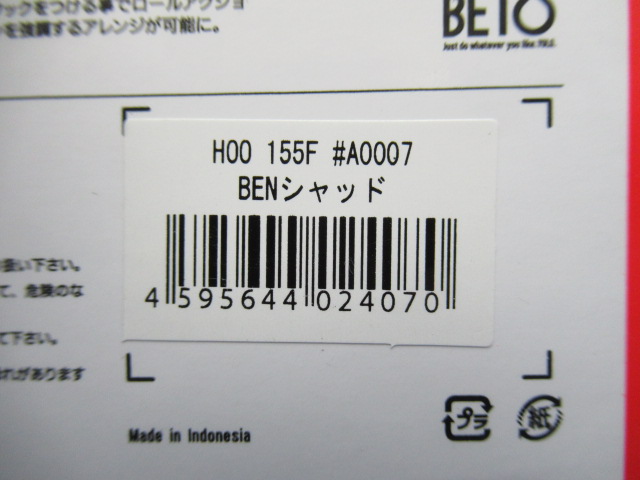 ックをつける事でロールアクショ
を強調するアレンジが可能に。
BETO
Just do whatever you like TULE.
HOO 155F #A0007
BENシャッド
4 595644 024070
扱い下さい。
て、危険のな
て下さい。
れがあります
Made in Indonesia
プラ
紙